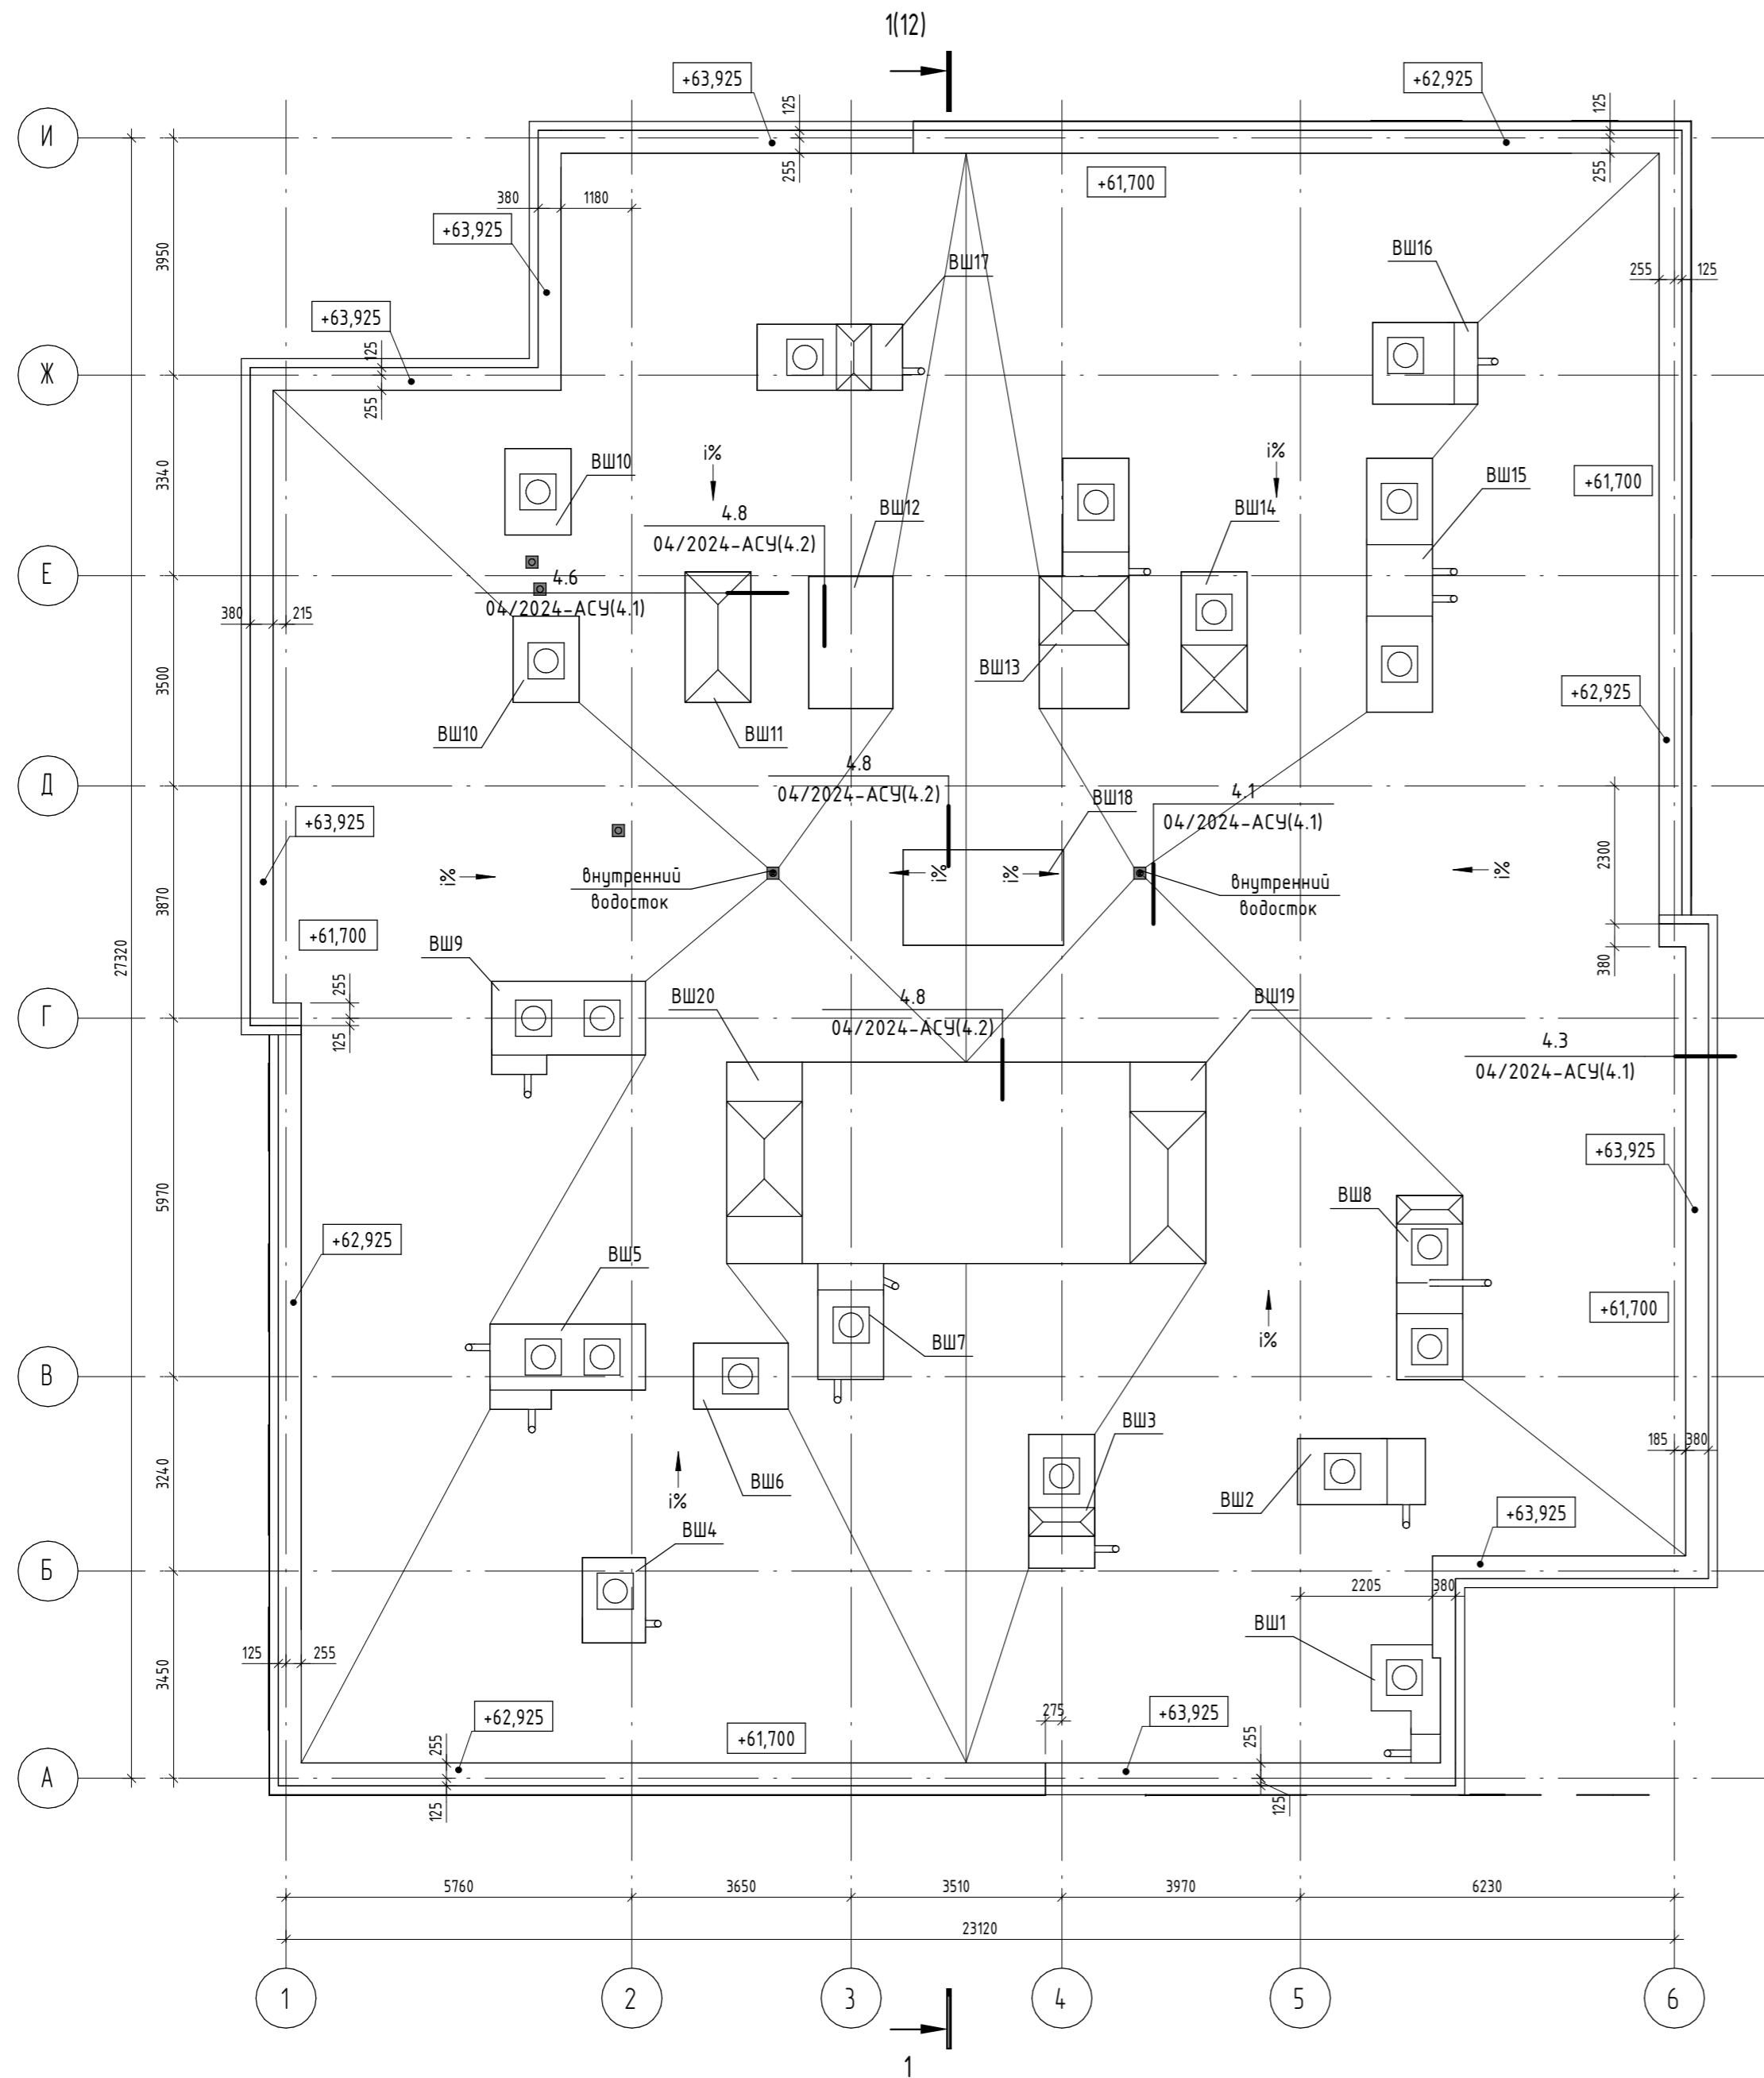 1(12)
+63,925
+62,925
125
125
И
255
255
+61,700
380
1180
+63,925
3950
ВШ17
ВШ16
255
125
+63,925
125
Ж
255
3340
ВШ10
i%
i%
+61,700
ВШ15
4.8
ВШ12
ВШ14
04/2024-АСУ(4.2)
Е
4.6
04/2024-АСУ(4.1)
380
215
3500
ВШ13
+62,925
ВШ10
ВШ11
Д
4.8
04/2024-АСУ(4.2)
ВШ18
4.1
04/2024-АСУ(4.1)
+63,925
2300
3870
i%
внутренний
водосток
i%
i%
внутренний
водосток
i%
+61,700
ВШ9
27320
380
255
ВШ20
4.8
ВШ19
Г
04/2024-АСУ(4.2)
125
4.3
04/2024-АСУ(4.1)
+63,925
5970
ВШ8
+62,925
ВШ5
+61,700
i%
ВШ7
В
ВШ3
185
380
3240
ВШ6
ВШ2
i%
+63,925
ВШ4
Б
2205
380
ВШ1
125
255
3450
+62,925
275
+63,925
+61,700
255
255
А
125
125
5760
3650
3510
3970
6230
23120
1
2
3
4
5
6
1